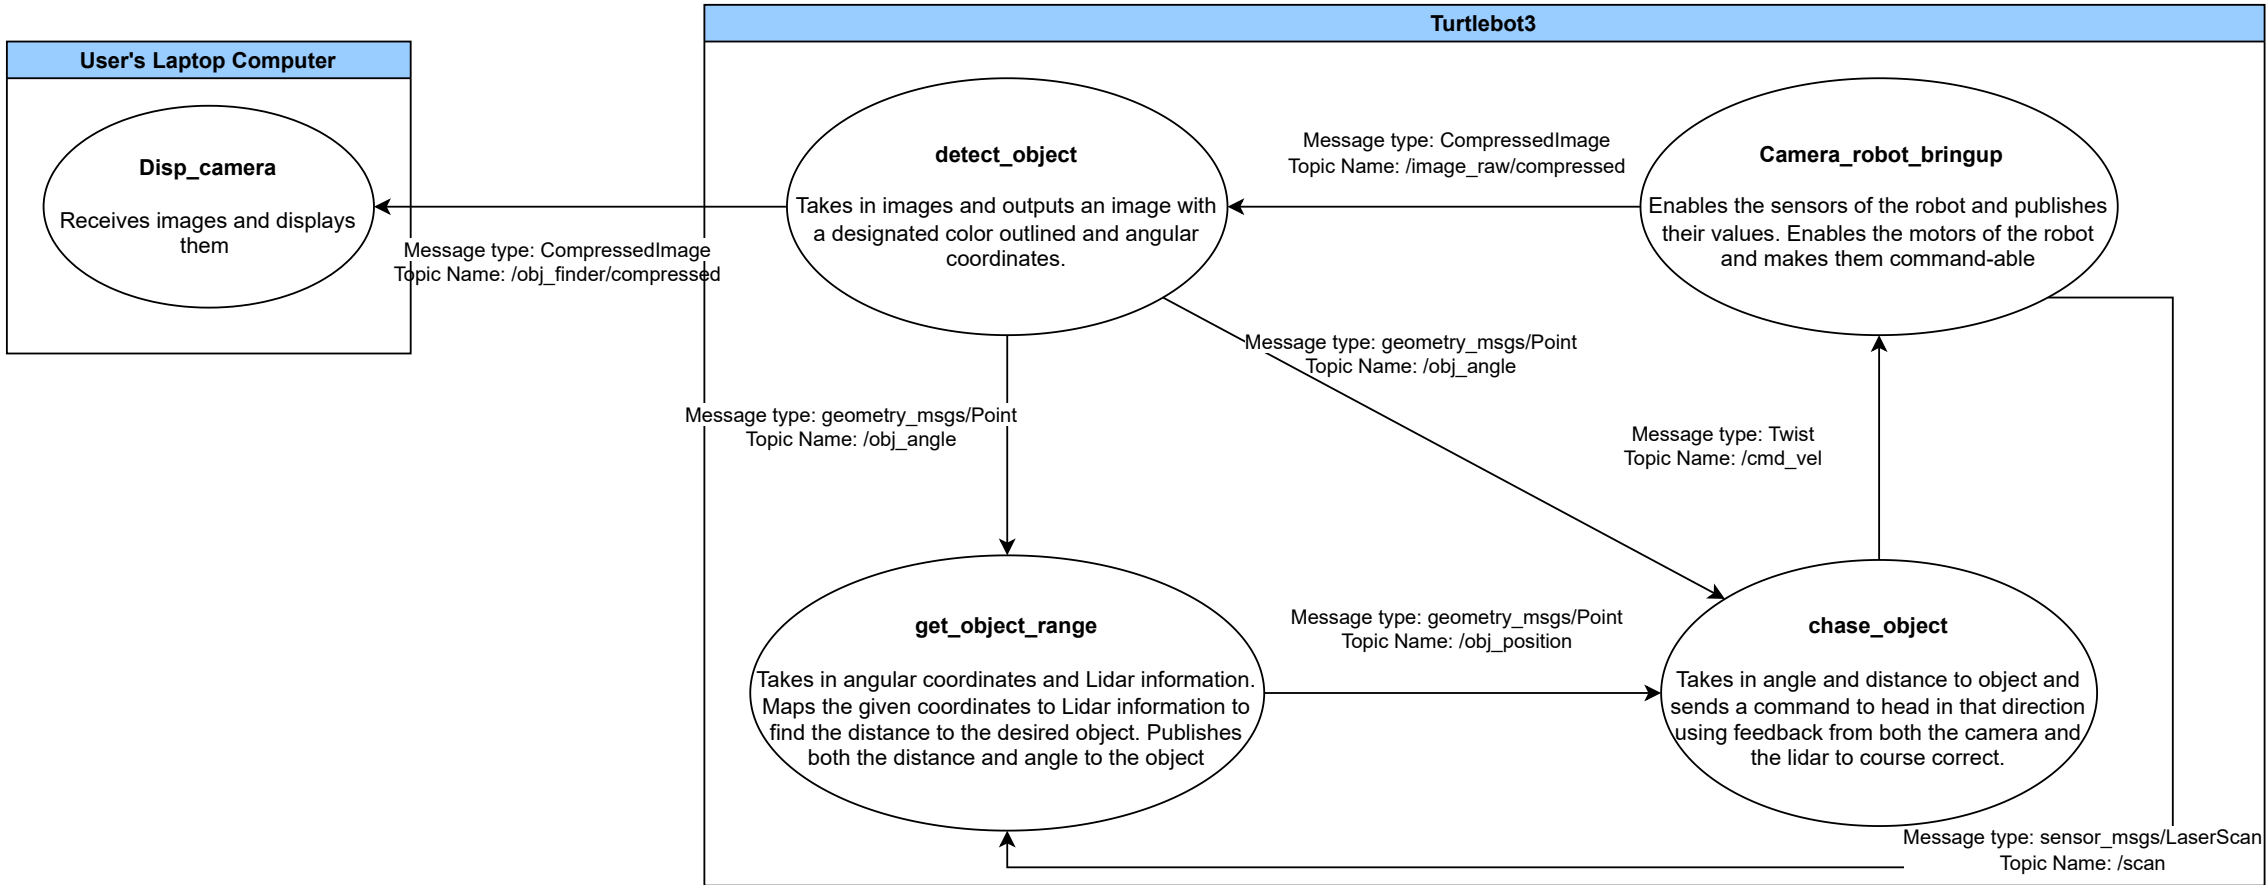 Turtlebot3
User's Laptop Computer
Disp_camera
Receives images and displays
them
Message type: CompressedImage
Topic Name: /obj_finder/compressed
detect_object
Takes in images and outputs an image with
a designated color outlined and angular
coordinates.
Message type: CompressedImage
Topic Name: /image_raw/compressed
Camera_robot_bringup
Enables the sensors of the robot and publishes
their values. Enables the motors of the robot
and makes them command-able
Message type: geometry_msgs/Point
Topic Name: /obj_angle
Message type: geometry_msgs/Point
Topic Name: /obj_angle
Message type: Twist
Topic Name: /cmd_vel
get_object_range
Takes in angular coordinates and Lidar information.
Maps the given coordinates to Lidar information to
find the distance to the desired object. Publishes
both the distance and angle to the object
Message type: geometry_msgs/Point
Topic Name: /obj_position
chase_object
Takes in angle and distance to object and
sends a command to head in that direction
using feedback from both the camera and
the lidar to course correct.
Message type: sensor_msgs/LaserScan
Topic Name: /scan